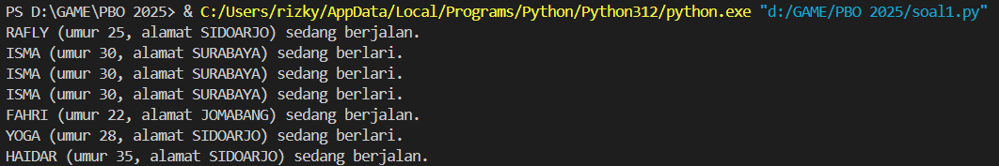 PS D:\GAME\PBO 2025> & C:/Users/rizky/AppData/Local/Programs/Python/Python312/python.exe "d:/GAME/PBO 2025/soal1.py"
RAFLY (umur 25, alamat SIDOARJO) sedang berjalan.
ISMA (umur 30, alamat SURABAYA) sedang berlari.
ISMA (umur 30, alamat SURABAYA) sedang berlari.
ISMA (umur 30, alamat SURABAYA) sedang berlari.
FAHRI (umur 22, alamat JOMABANG) sedang berjalan.
YOGA (umur 28, alamat SIDOARJO) sedang berlari.
HAIDAR (umur 35, alamat SIDOARJO) sedang berjalan.